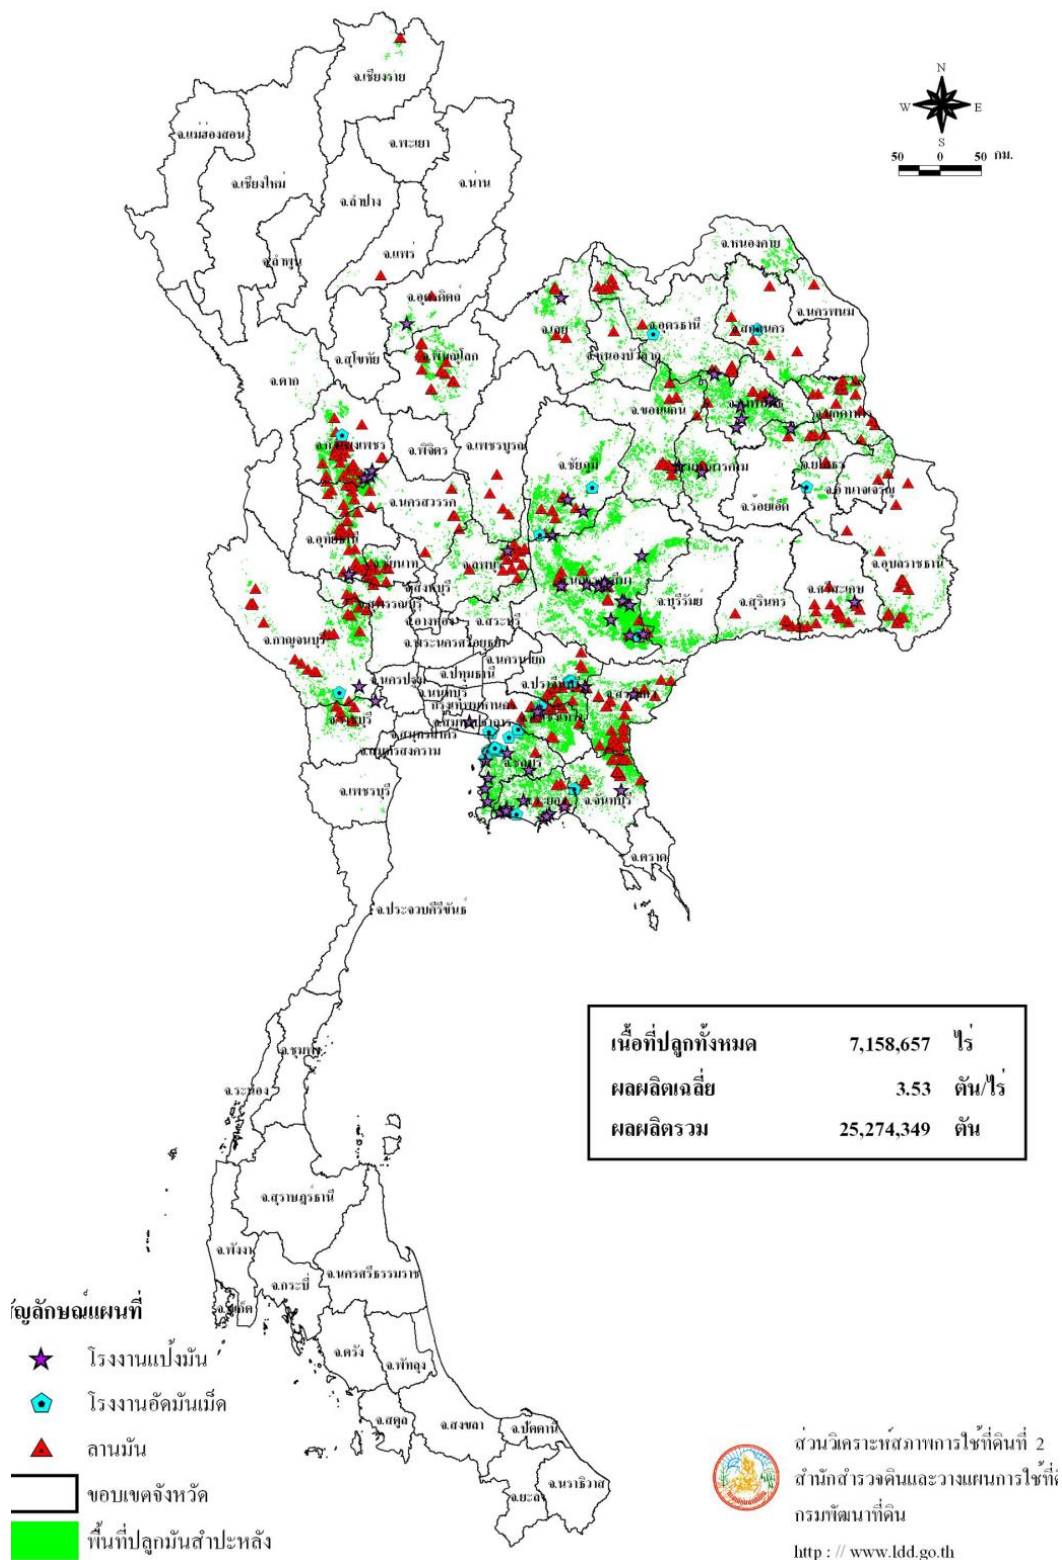 N
W E
S
50 0 50 กม.
จ.เชียงราย
จ.แม่ฮ่องสอน
จ.พะเยา
จ.เชียงใหม่
จ.น่าน
จ.ลำปาง
จ.หนองคาย
จ.แพร่
จ.ลำพูน
จ.อุตรดิตถ์
จ.นครพนม
จ.เลย
จ.อุดรธานี
จ.สกลนคร
จ.สุโขทัย
จ.พิษณุโลก
จ.หนองบัวลำภู
จ.ตาก
จ.ขอนแก่น
จ.มุกดาหาร
จ.กำแพงเพชร
จ.พิจิตร
จ.เพชรบูรณ์
จ.ชัยภูมิ
จ.ยโสธร
จ.อำนาจเจริญ
จ.นครสวรรค์
จ.ร้อยเอ็ด
จ.อุทัยธานี
จ.ชัยนาท
จ.ลพบุรี
จ.อุบลราชธานี
จ.สิงห์บุรี
จ.บุรีรัมย์
จ.สุรินทร์
จ.ศรีสะเกษ
จ.สุพรรณบุรี
จ.อ่างทอง
จ.สระบุรี
จ.กาญจนบุรี
จ.พระนครศรีอยุธยา
จ.นครนายก
จ.นครปฐม
จ.ปทุมธานี
จ.ปราจีนบุรี
จ.นนทบุรี
จ.สระแก้ว
กรุงเทพมหานคร
จ.ราชบุรี
จ.สมุทรปราการ
จ.สมุทรสงคราม
จ.ชลบุรี
จ.เพชรบุรี
จ.ระยอง
จ.จันทบุรี
จ.ตราด
จ.ประจวบคีรีขันธ์
เนื้อที่ปลูกทั้งหมด 7,158,657 ไร่
ผลผลิตเฉลี่ย 3.53 ตัน/ไร่
ผลผลิตรวม 25,274,349 ตัน
จ.ชุมพร
จ.ระนอง
จ.สุราษฎร์ธานี
จ.พังงา
จ.กระบี่
จ.นครศรีธรรมราช
จ.ภูเก็ต
จ.ตรัง
จ.พัทลุง
จ.สตูล
จ.สงขลา
จ.ปัตตานี
จ.ยะลา
จ.นราธิวาส
ัญลักษณ์แผนที่
โรงงานแป้งมัน
โรงงานอัดมันเม็ด
ลานมัน
ขอบเขตจังหวัด
พื้นที่ปลูกมันสำปะหลัง
ส่วนวิเคราะห์สภาพการใช้ที่ดินที่ 2
สำนักสำรวจดินและวางแผนการใช้ที่ดิ
กรมพัฒนาที่ดิน
http : // www.ldd.go.th